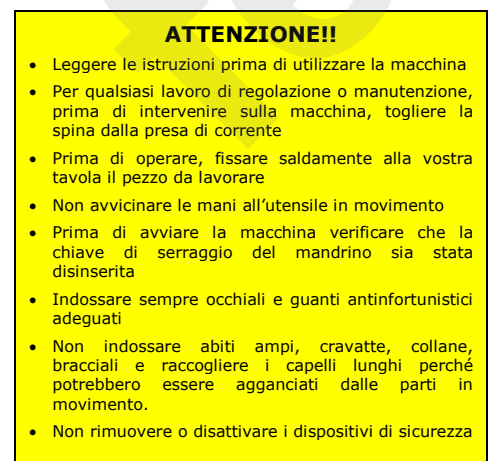 ATTENZIONE!!
• Leggere le istruzioni prima di utilizzare la macchina
• Per qualsiasi lavoro di regolazione o manutenzione,
prima di intervenire sulla macchina, togliere la
spina dalla presa di corrente
• Prima di operare, fissare saldamente alla vostra
tavola il pezzo da lavorare
• Non avvicinare le mani all'utensile in movimento
• Prima di avviare la macchina verificare che la
chiave di serraggio del mandrino sia stata
disinserita
• Indossare sempre occhiali e guanti antinfortunistici
adeguati
• Non indossare abiti ampi, cravatte, collane,
bracciali e raccogliere i capelli lunghi perché
potrebbero essere agganciati dalle parti in
movimento.
• Non rimuovere o disattivare i dispositivi di sicurezza